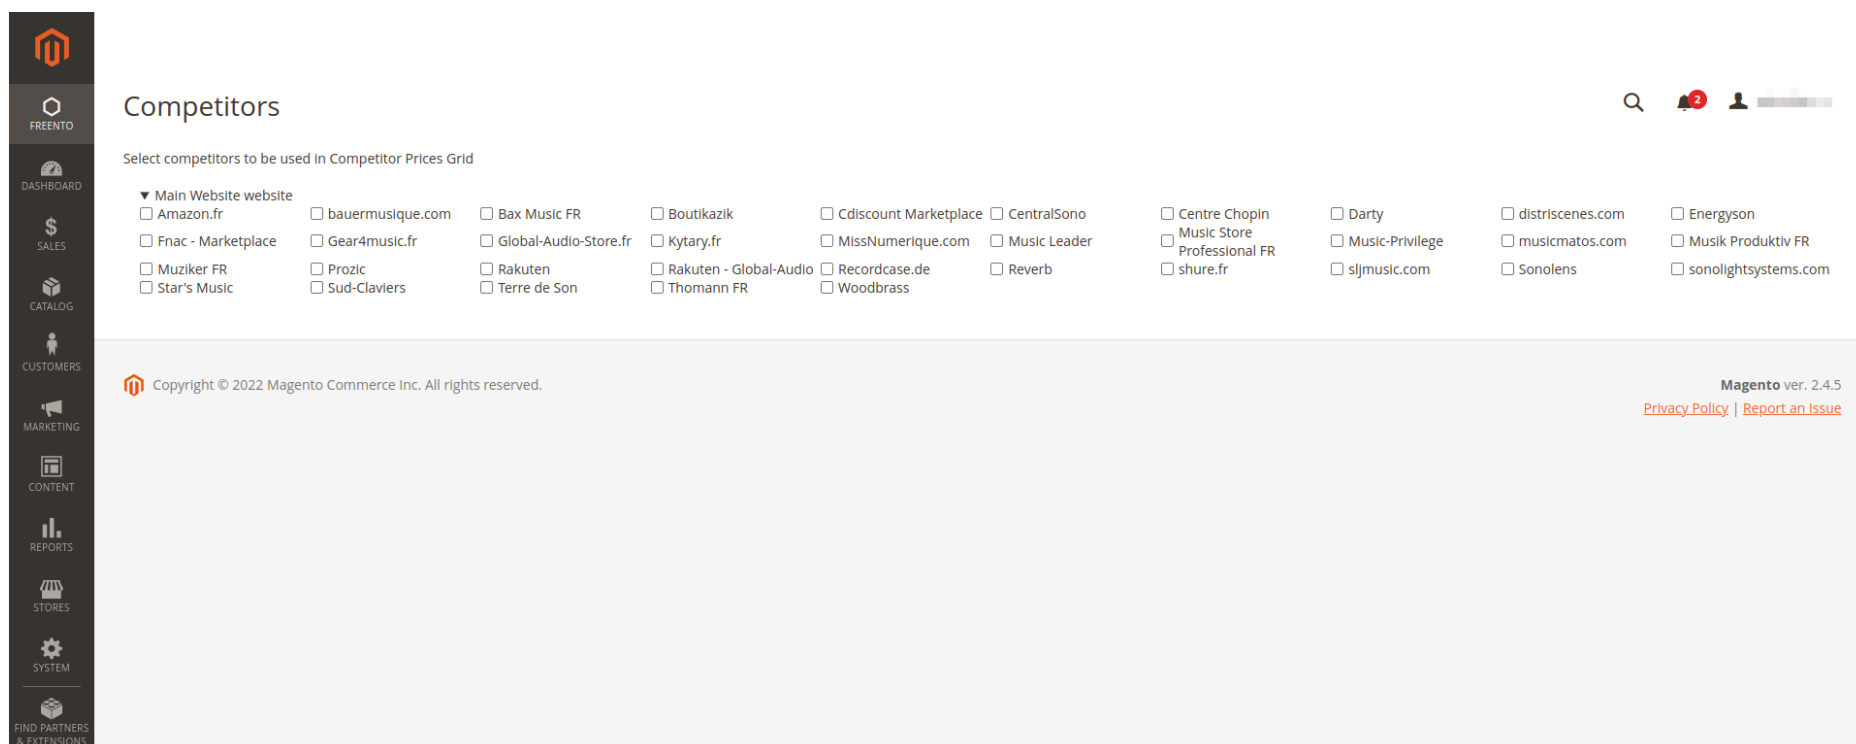 FREENTO
DASHBOARD
SALES
CATALOG
CUSTOMERS
MARKETING
CONTENT
REPORTS
STORES
SYSTEM
FIND PARTNERS
& EXTENSIONS
Competitors
2
Select competitors to be used in Competitor Prices Grid
▼ Main Website website
Amazon.fr bauermusique.com Bax Music FR Boutikazik Cdiscount Marketplace CentralSono Centre Chopin Darty distriscenes.com Energyson
Fnac - Marketplace Gear4music.fr Global-Audio-Store.fr Kytary.fr MissNumerique.com Music Leader Music Store Professional FR Music-Privilege musicmatos.com Musik Produktiv FR
Muziker FR Prozic Rakuten Rakuten - Global-Audio Recordcase.de Reverb shure.fr sljmusic.com Sonolens sonolightsystems.com
Star's Music Sud-Claviers Terre de Son Thomann FR Woodbrass
Copyright © 2022 Magento Commerce Inc. All rights reserved.
Magento ver. 2.4.5
Privacy Policy | Report an Issue